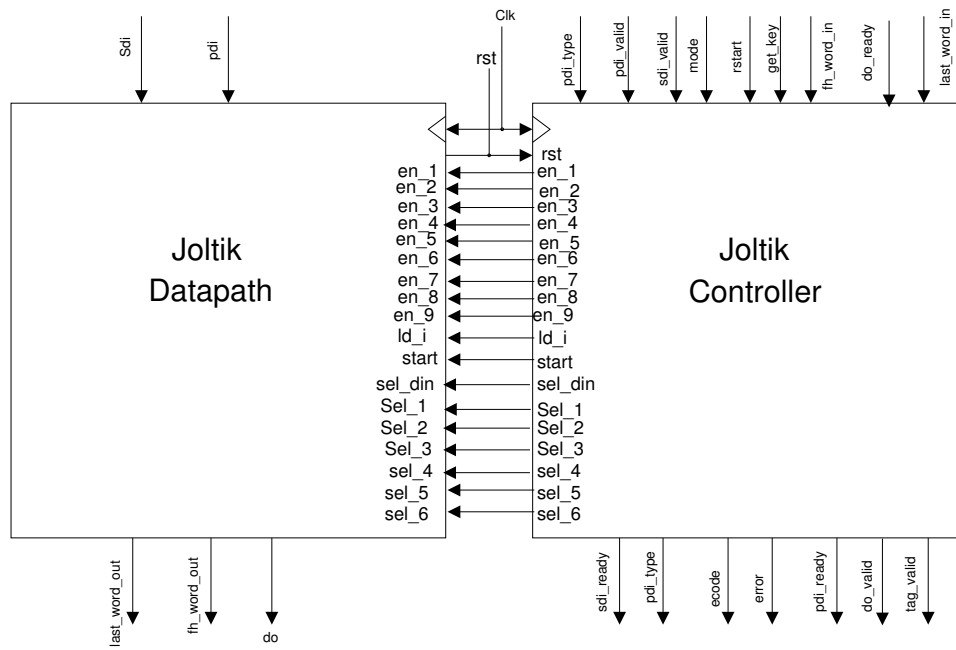 Clk
rst
Sdi
pdi
pdi_type
pdi_valid
sdi_valid
mode
rstart
get_key
fh_word_in
do_ready
last_word_in
rst
en_1 en_1
en_2 en_2
en_3 en_3
en_4 en_4
en_5 en_5
en_6 en_6
en_7 en_7
en_8 en_8
en_9 en_9
ld_i ld_i
start start
sel_din sel_din
Sel_1 Sel_1
Sel_2 Sel_2
Sel_3 Sel_3
sel_4 sel_4
sel_5 sel_5
sel_6 sel_6
Joltik
Datapath
Joltik
Controller
last_word_out
fh_word_out
do
sdi_ready
pdi_type
ecode
error
pdi_ready
do_valid
tag_valid